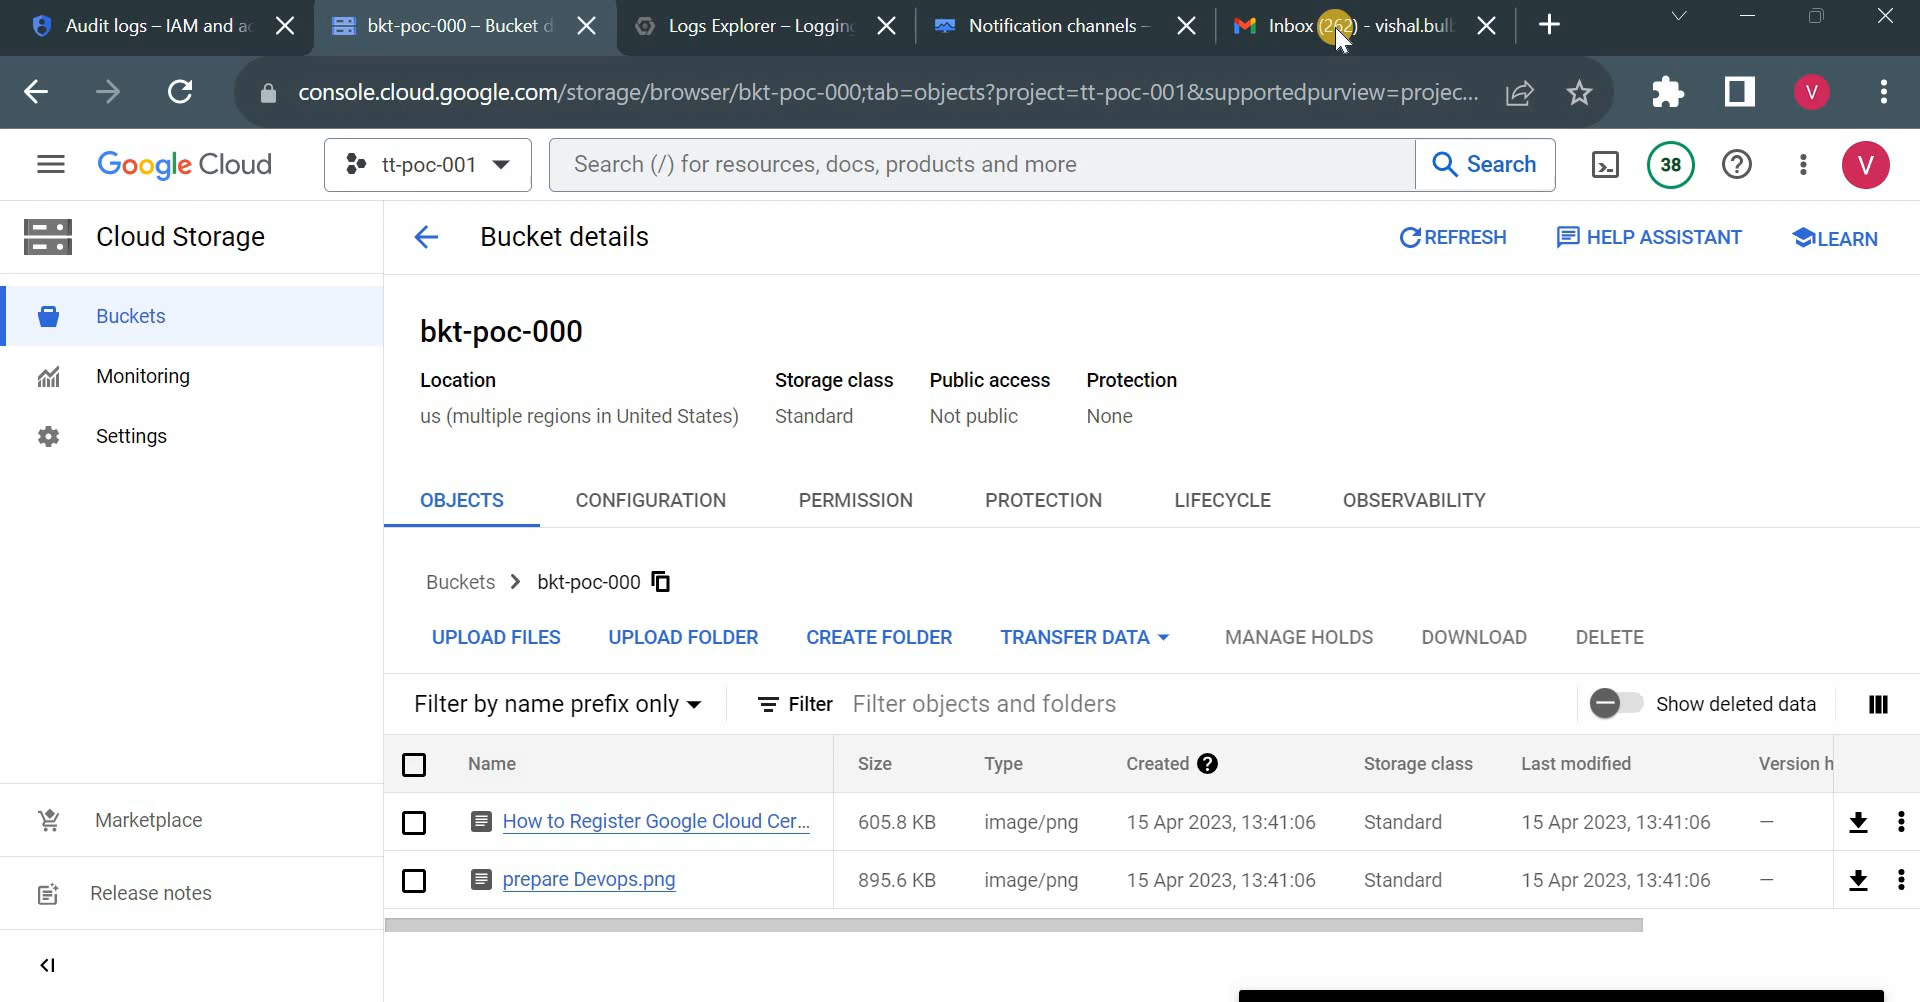 Audit logs – IAM and ac
bkt-poc-000 – Bucket d
Logs Explorer – Logging
Notification channels –
Inbox (262) - vishal.bul
console.cloud.google.com/storage/browser/bkt-poc-000;tab=objects?project=tt-poc-001&supportedpurview=projec...
V
Google Cloud
tt-poc-001
Search (/) for resources, docs, products and more
Search
38
V
Cloud Storage
Bucket details
REFRESH
HELP ASSISTANT
LEARN
Buckets
Monitoring
Settings
Marketplace
Release notes
bkt-poc-000
Location Storage class Public access Protection
us (multiple regions in United States) Standard Not public None
OBJECTS CONFIGURATION PERMISSION PROTECTION LIFECYCLE OBSERVABILITY
Buckets > bkt-poc-000
UPLOAD FILES UPLOAD FOLDER CREATE FOLDER TRANSFER DATA MANAGE HOLDS DOWNLOAD DELETE
Filter by name prefix only Filter Filter objects and folders Show deleted data
Name Size Type Created Storage class Last modified Version h
How to Register Google Cloud Cer... 605.8 KB image/png 15 Apr 2023, 13:41:06 Standard 15 Apr 2023, 13:41:06 —
prepare Devops.png 895.6 KB image/png 15 Apr 2023, 13:41:06 Standard 15 Apr 2023, 13:41:06 —